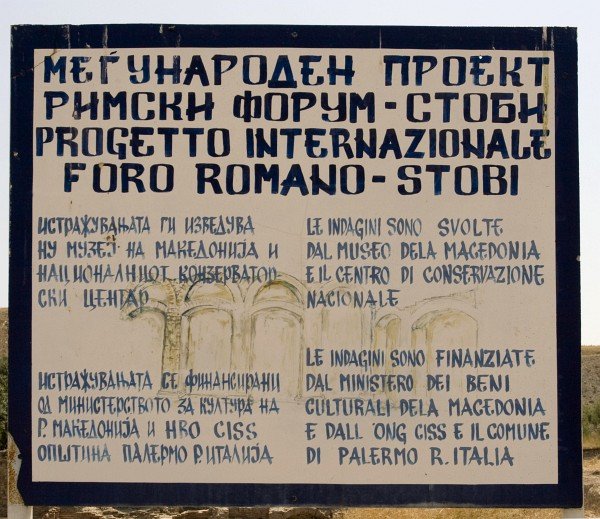 МЕЃУНАРОДЕН ПРОЕКТ
РИМСКИ ФОРУМ - СТОБИ
PROGETTO INTERNAZIONALE
FORO ROMANO - STOBI
ИСТРАЖУВАЊАТА ГИ ИЗВЕДУВА
НУ МУЗЕЈ НА МАКЕДОНИЈА И
НАЦИОНАЛНИОТ КОНЗЕРВАТОР
СКИ ЦЕНТАР
ИСТРАЖУВАЊАТА СЕ ФИНАНСИРАНИ
ОД МИНИСТЕРСТВОТО ЗА КУЛТУРА НА
Р. МАКЕДОНИЈА И НВО CISS
ОПШТИНА ПАЛЕРМО Р. ИТАЛИЈА
LE INDAGINI SONO SVOLTE
DAL MUSEO DELA MACEDONIA
E IL CENTRO DI CONSERVAZIONE
NACIONALE
LE INDAGINI SONO FINANZIATE
DAL MINISTERO DEI BENI
CULTURALI DELA MACEDONIA
E DALL 'ONG CISS E IL COMUNE
DI PALERMO R. ITALIA